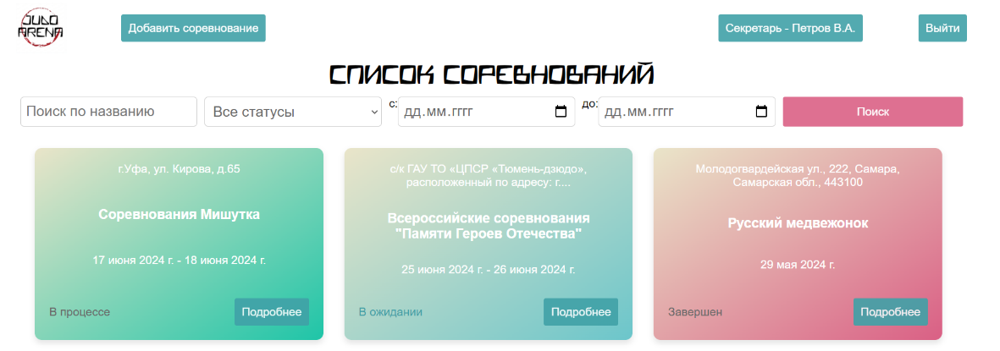 JUDO
ARENA
Добавить соревнование
Секретарь - Петров В.А.
Выйти
СПИСОК СОРЕВНОВАНИЙ
Поиск по названию
Все статусы
с:
дд.мм.гггг
до:
дд.мм.гггг
Поиск
г.Уфа, ул. Кирова, д.65
Соревнования Мишутка
17 июня 2024 г. - 18 июня 2024 г.
В процессе
Подробнее
с/к ГАУ ТО «ЦПСР «Тюмень-дзюдо»,
расположенный по адресу: г....
Всероссийские соревнования
"Памяти Героев Отечества"
25 июня 2024 г. - 26 июня 2024 г.
В ожидании
Подробнее
Молодогвардейская ул., 222, Самара,
Самарская обл., 443100
Русский медвежонок
29 мая 2024 г.
Завершен
Подробнее